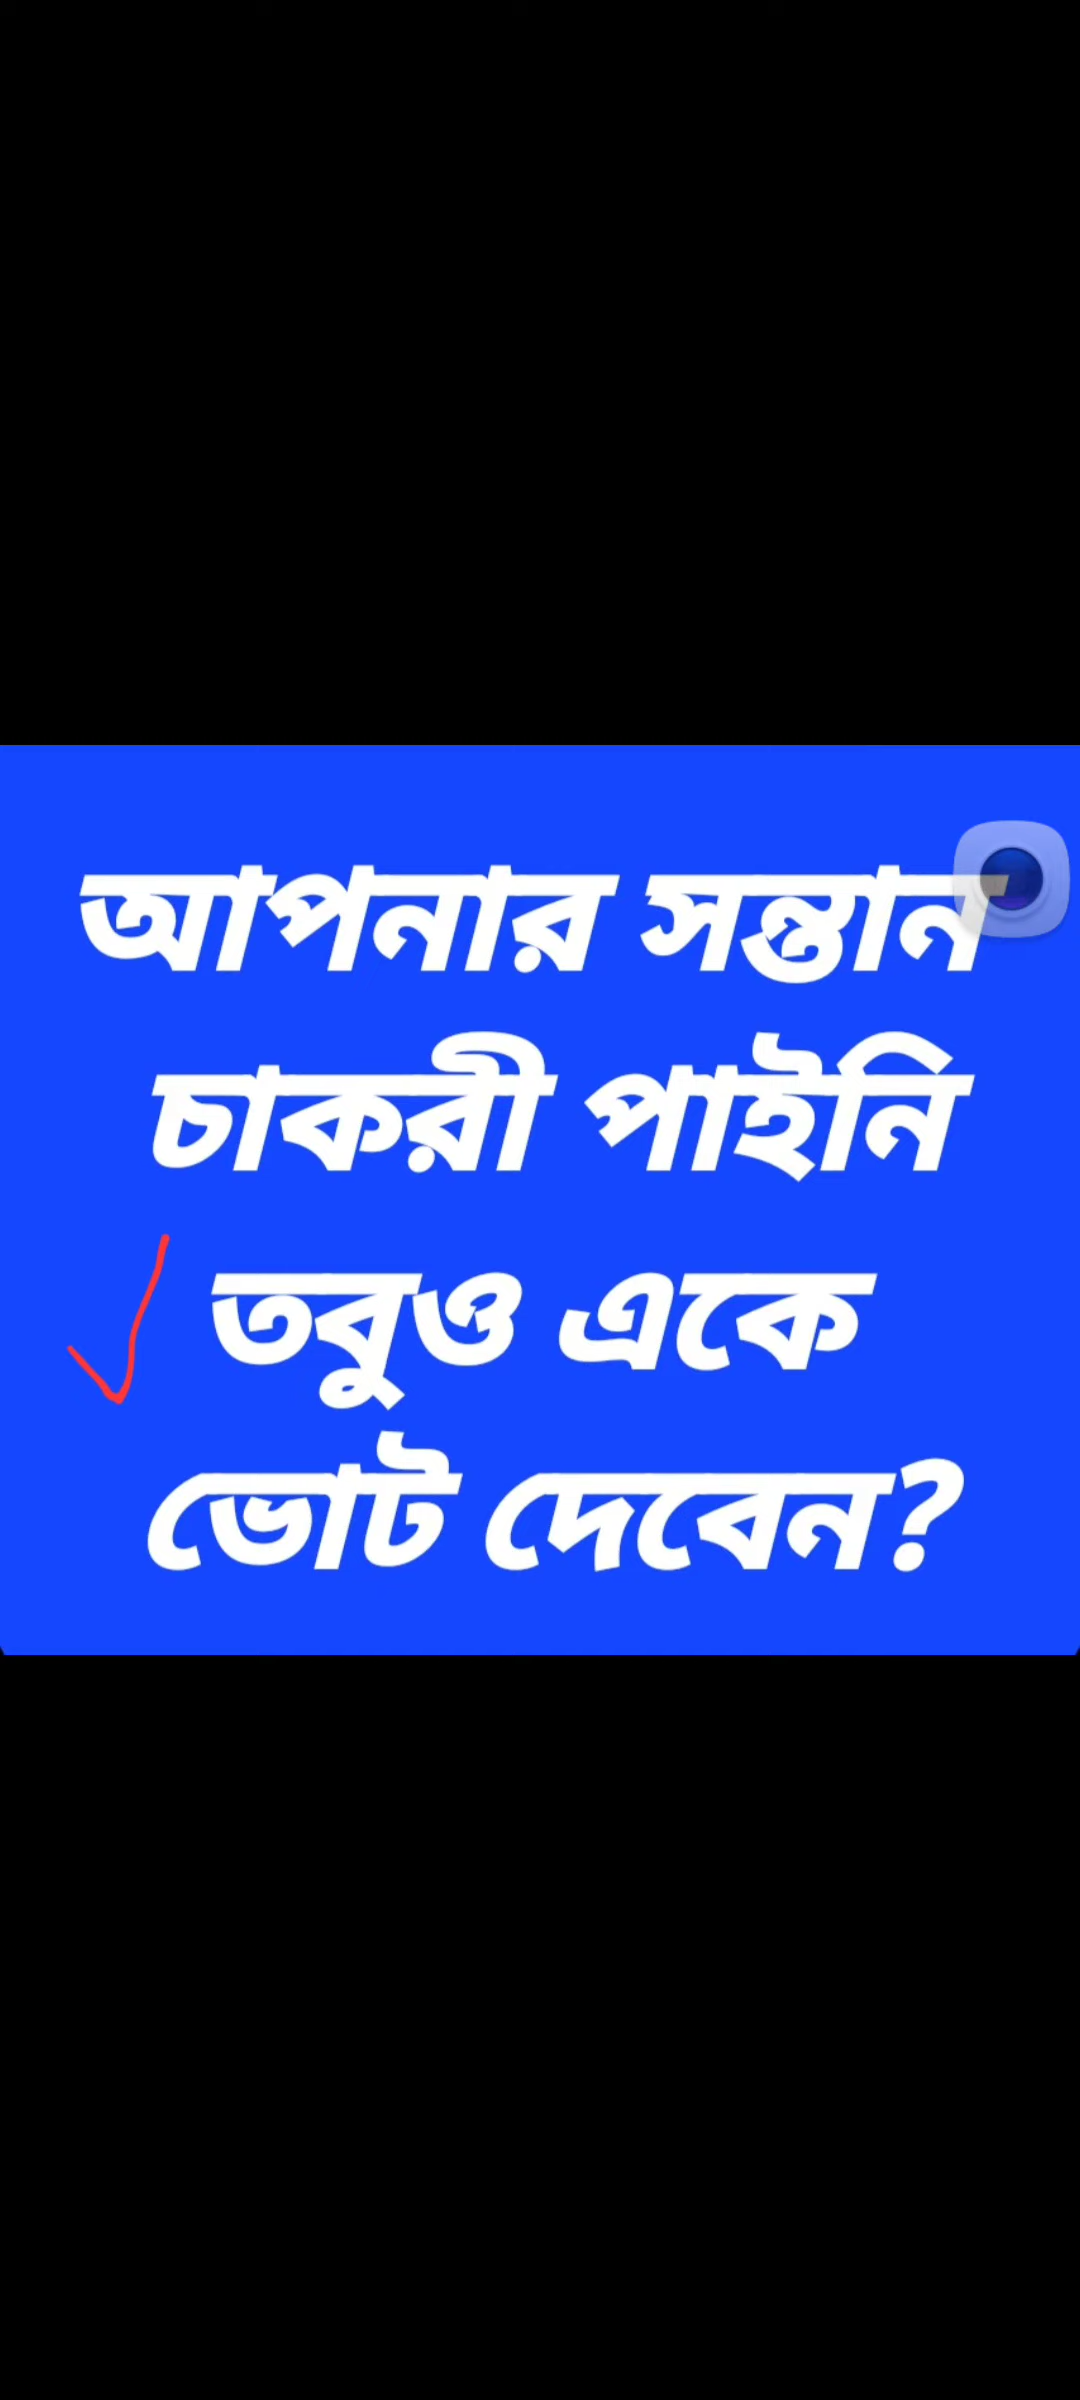 আপনার সন্তান
চাকরী পাইনি
তবুও একে
ভোট দেবেন?